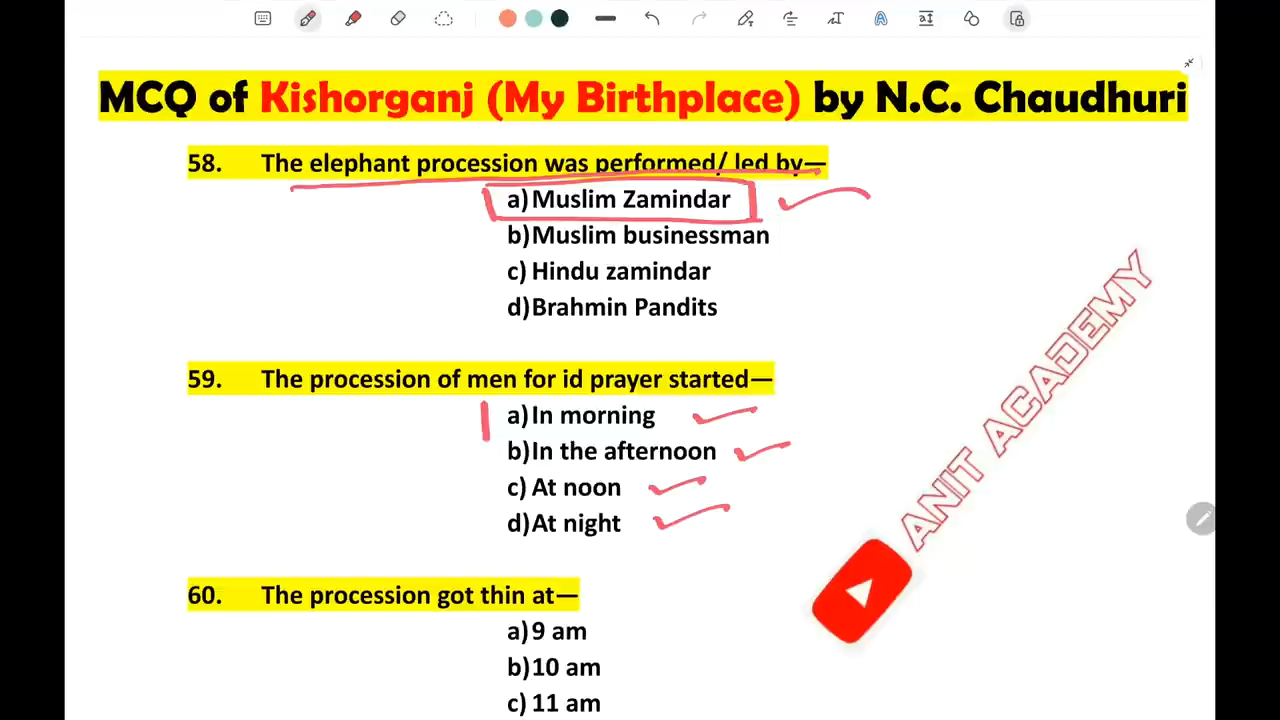 MCQ of Kishorganj (My Birthplace) by N.C. Chaudhuri
58. The elephant procession was performed/ led by—
a) Muslim Zamindar
b) Muslim businessman
c) Hindu zamindar
d) Brahmin Pandits
59. The procession of men for id prayer started—
a) In morning
b) In the afternoon
c) At noon
d) At night
60. The procession got thin at—
a) 9 am
b) 10 am
c) 11 am
ANIT ACADEMY